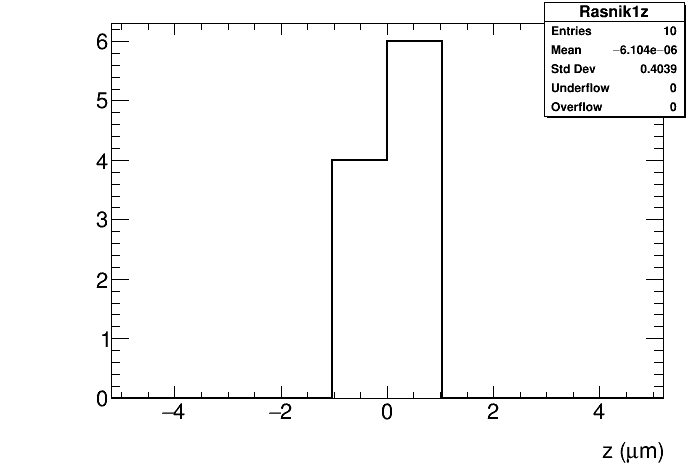 Rasnik1z
Entries 10
Mean −6.104e−06
Std Dev 0.4039
Underflow 0
Overflow 0
6
5
4
3
2
1
0
−4 −2 0 2 4
z (μm)